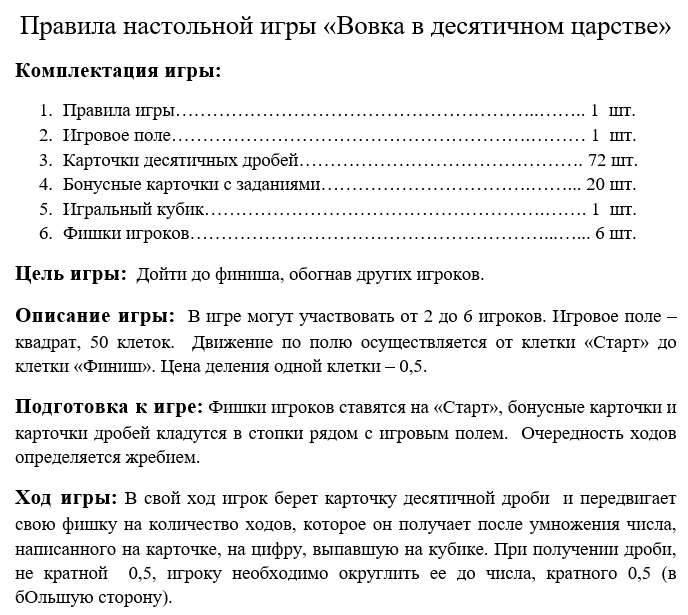 Правила настольной игры «Вовка в десятичном царстве»
Комплектация игры:
1. Правила игры…………………………………………………..…….. 1 шт.
2. Игровое поле………………………………………………….……… 1 шт.
3. Карточки десятичных дробей………………………………………. 72 шт.
4. Бонусные карточки с заданиями…………………………….……... 20 шт.
5. Игральный кубик……………………………………………….……. 1 шт.
6. Фишки игроков…………………………………………………...…... 6 шт.
Цель игры: Дойти до финиша, обогнав других игроков.
Описание игры: В игре могут участвовать от 2 до 6 игроков. Игровое поле –
квадрат, 50 клеток. Движение по полю осуществляется от клетки «Старт» до
клетки «Финиш». Цена деления одной клетки – 0,5.
Подготовка к игре: Фишки игроков ставятся на «Старт», бонусные карточки и
карточки дробей кладутся в стопки рядом с игровым полем. Очередность ходов
определяется жребием.
Ход игры: В свой ход игрок берет карточку десятичной дроби и передвигает
свою фишку на количество ходов, которое он получает после умножения числа,
написанного на карточке, на цифру, выпавшую на кубике. При получении дроби,
не кратной 0,5, игроку необходимо округлить ее до числа, кратного 0,5 (в
бОльшую сторону).